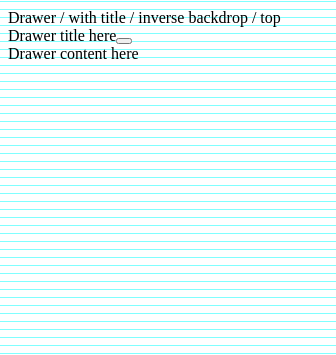 Drawer / with title / inverse backdrop / top
Drawer title here
Drawer content here